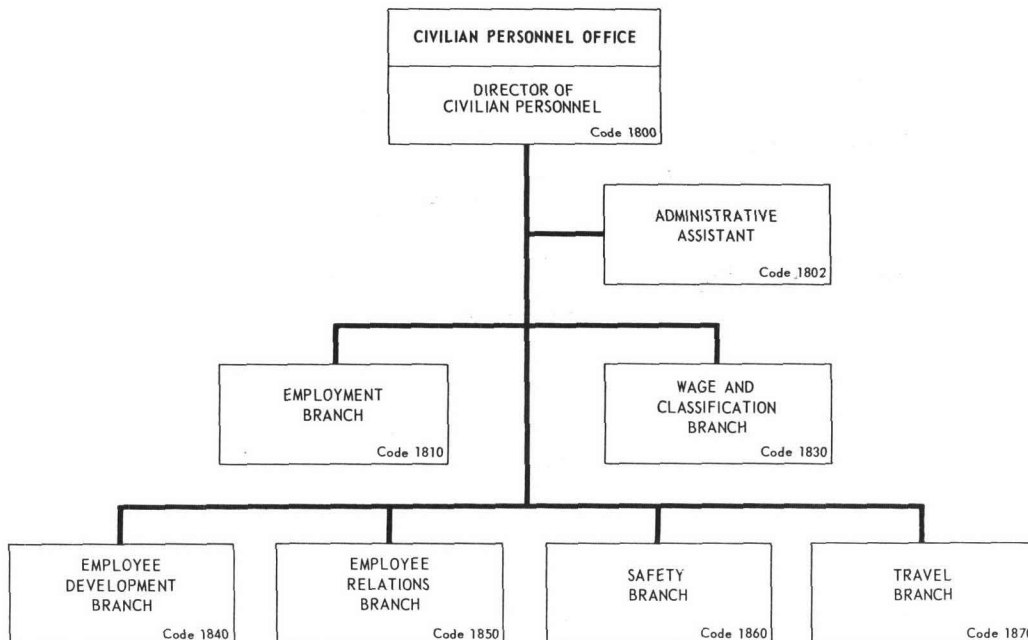 CIVILIAN PERSONNEL OFFICE
DIRECTOR OF
CIVILIAN PERSONNEL
Code 1800
ADMINISTRATIVE
ASSISTANT
Code 1802
EMPLOYMENT
BRANCH
Code 1810
WAGE AND
CLASSIFICATION
BRANCH
Code 1830
EMPLOYEE
DEVELOPMENT
BRANCH
Code 1840
EMPLOYEE
RELATIONS
BRANCH
Code 1850
SAFETY
BRANCH
Code 1860
TRAVEL
BRANCH
Code 1870